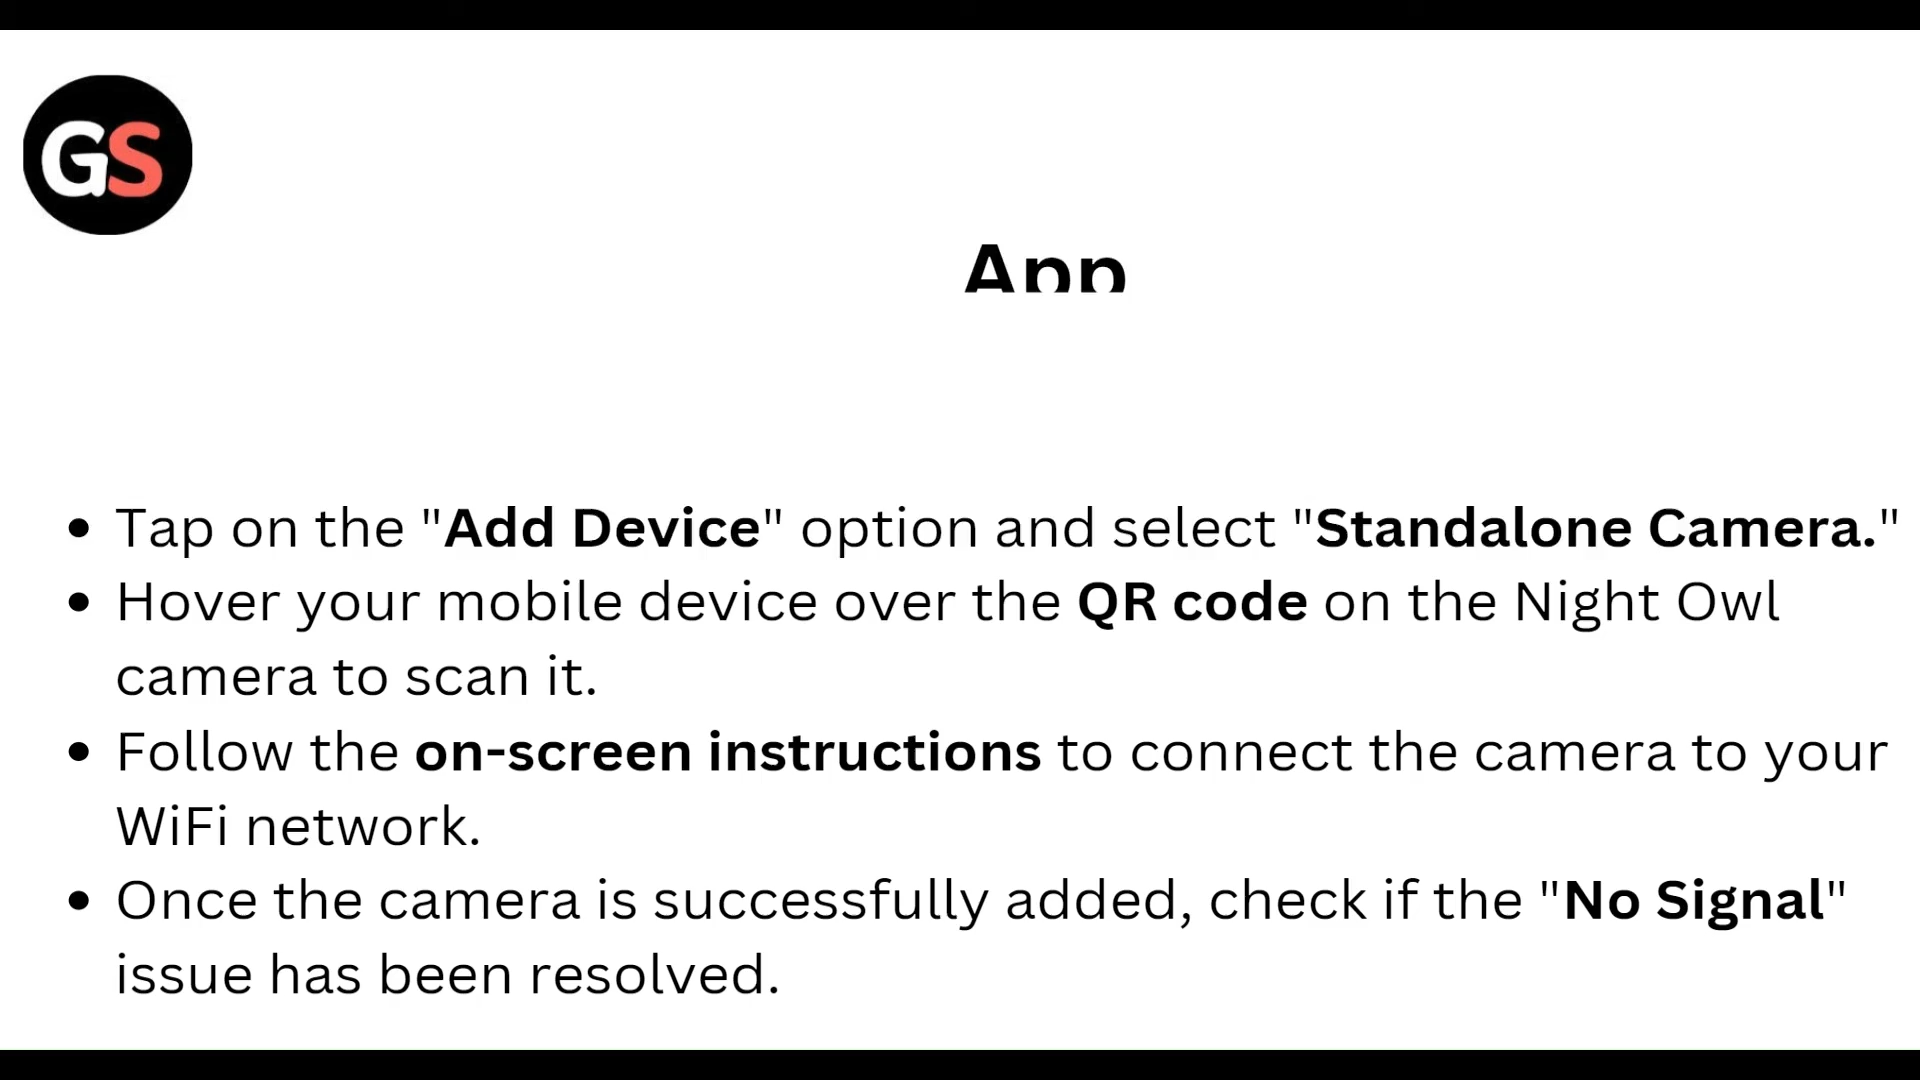 GS
App
• Tap on the "Add Device" option and select "Standalone Camera."
• Hover your mobile device over the QR code on the Night Owl
camera to scan it.
• Follow the on-screen instructions to connect the camera to your
WiFi network.
• Once the camera is successfully added, check if the "No Signal"
issue has been resolved.